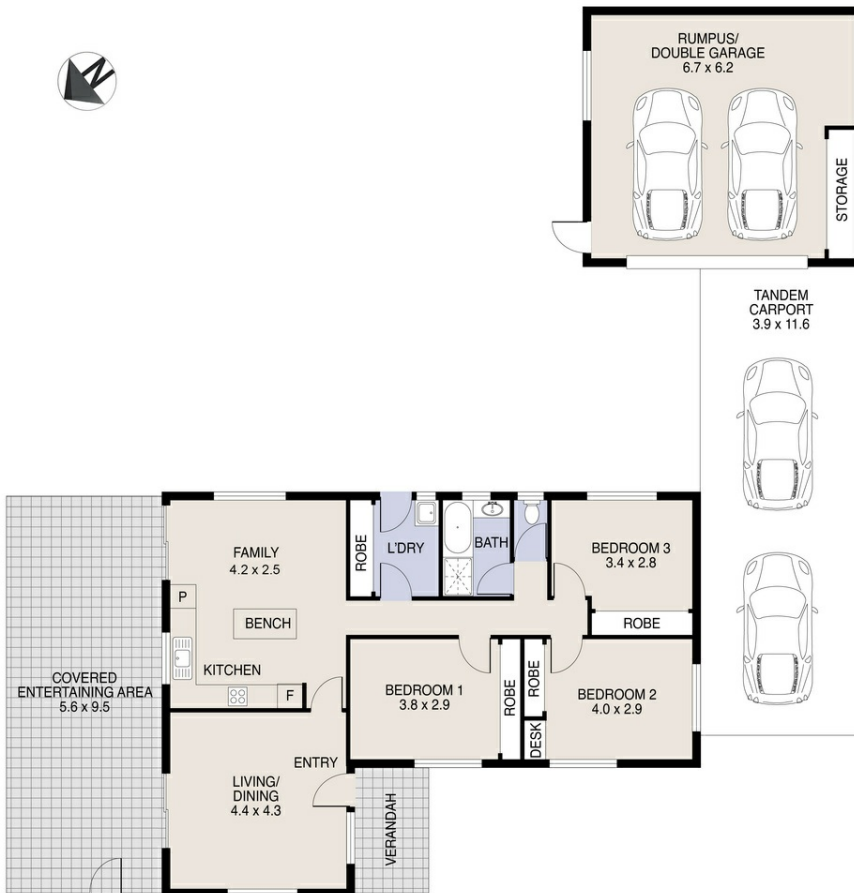 N
RUMPUS/
DOUBLE GARAGE
6.7 x 6.2
STORAGE
TANDEM
CARPORT
3.9 x 11.6
FAMILY
4.2 x 2.5
ROBE
L'DRY
BATH
BEDROOM 3
3.4 x 2.8
ROBE
P
BENCH
KITCHEN
F
COVERED
ENTERTAINING AREA
5.6 x 9.5
BEDROOM 1
3.8 x 2.9
ROBE
ROBE
DESK
BEDROOM 2
4.0 x 2.9
ENTRY
LIVING/
DINING
4.4 x 4.3
VERANDAH